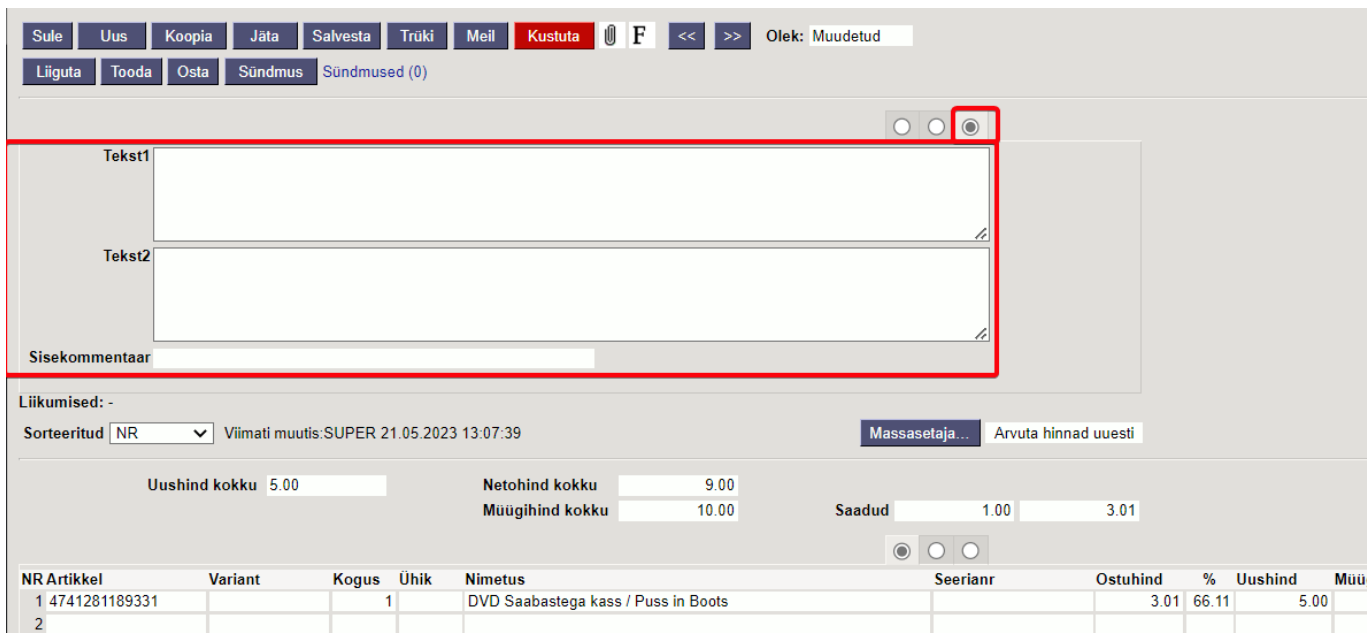 Sule Uus Koopia Jäta Salvesta Trüki Meil Kustuta F << >> Olek: Muudetud
Liiguta Tooda Osta Sündmus Sündmused (0)
Tekst1
Tekst2
Sisekommentaar
Liikumised: -
Sorteeritud NR Viimati muutis:SUPER 21.05.2023 13:07:39 Massasetaja... Arvuta hinnad uuesti
Uushind kokku 5.00 Netohind kokku 9.00
Müügihind kokku 10.00 Saadud 1.00 3.01
NR Artikkel Variant Kogus Ühik Nimetus Seerianr Ostuhind % Uushind Müü
1 4741281189331 1 DVD Saabastega kass / Puss in Boots 3.01 66.11 5.00
2